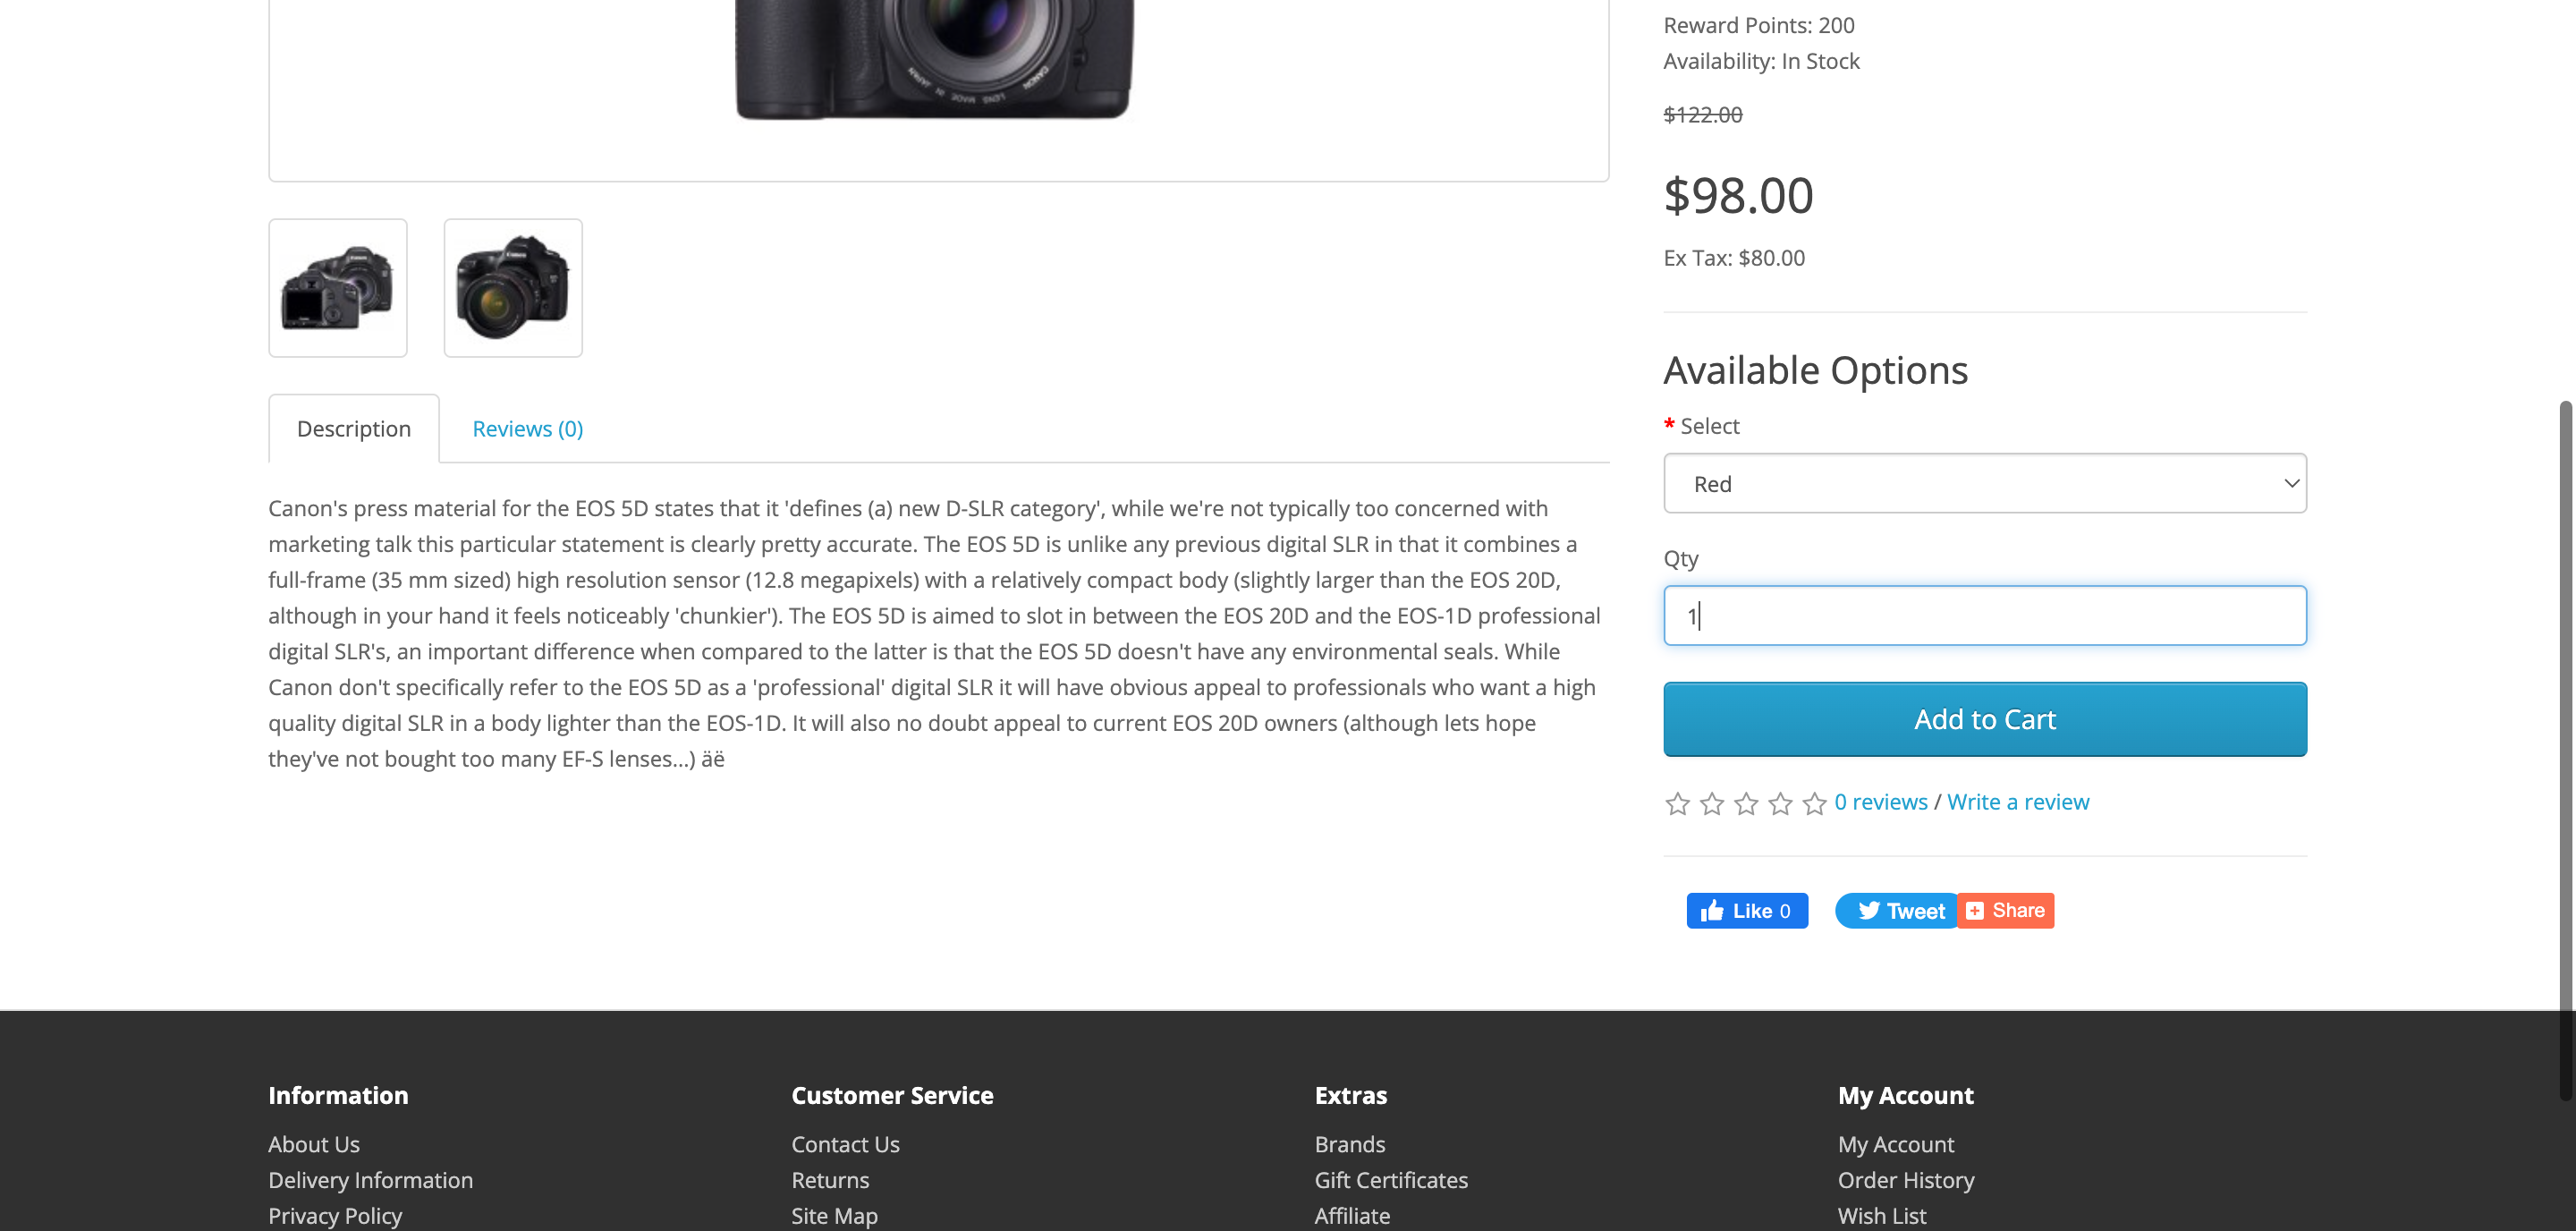 Reward Points: 200
Availability: In Stock
$122.00
$98.00
Ex Tax: $80.00
Available Options
* Select
Red
Qty
1
Add to Cart
0 reviews / Write a review
Like 0
Tweet
Share
CANON LENS MADE IN JAPAN
Canon
Canon
Description
Reviews (0)
Canon's press material for the EOS 5D states that it 'defines (a) new D-SLR category', while we're not typically too concerned with
marketing talk this particular statement is clearly pretty accurate. The EOS 5D is unlike any previous digital SLR in that it combines a
full-frame (35 mm sized) high resolution sensor (12.8 megapixels) with a relatively compact body (slightly larger than the EOS 20D,
although in your hand it feels noticeably 'chunkier'). The EOS 5D is aimed to slot in between the EOS 20D and the EOS-1D professional
digital SLR's, an important difference when compared to the latter is that the EOS 5D doesn't have any environmental seals. While
Canon don't specifically refer to the EOS 5D as a 'professional' digital SLR it will have obvious appeal to professionals who want a high
quality digital SLR in a body lighter than the EOS-1D. It will also no doubt appeal to current EOS 20D owners (although lets hope
they've not bought too many EF-S lenses...) äë
Information
About Us
Delivery Information
Privacy Policy
Customer Service
Contact Us
Returns
Site Map
Extras
Brands
Gift Certificates
Affiliate
My Account
My Account
Order History
Wish List